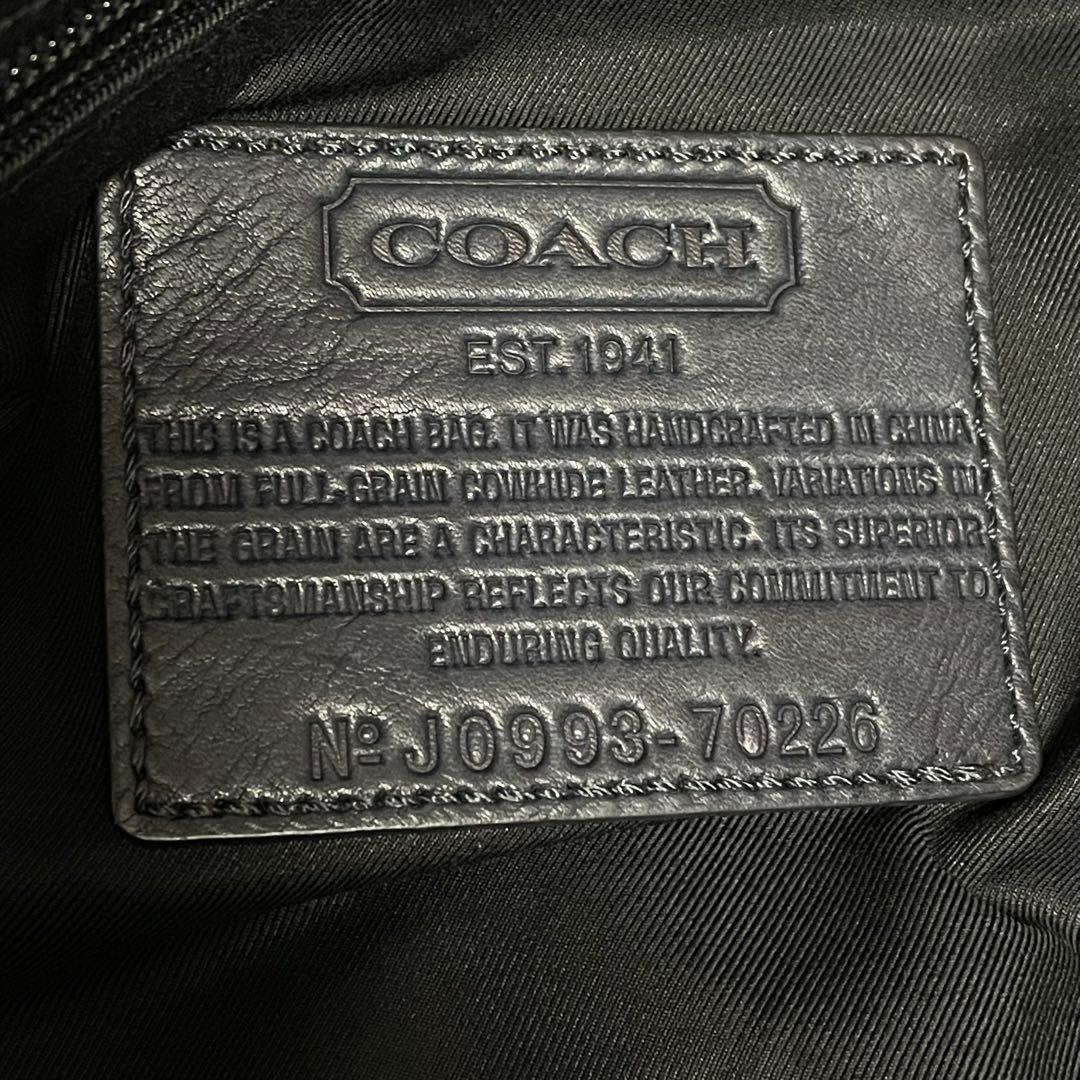 COACH
EST. 1941
THIS IS A COACH BAG. IT WAS HANDCRAFTED IN CHINA
FROM FULL-GRAIN COWHIDE LEATHER. VARIATIONS IN
THE GRAIN ARE A CHARACTERISTIC. ITS SUPERIOR
CRAFTSMANSHIP REFLECTS OUR COMMITMENT TO
ENDURING QUALITY.
Nº J0993-70226